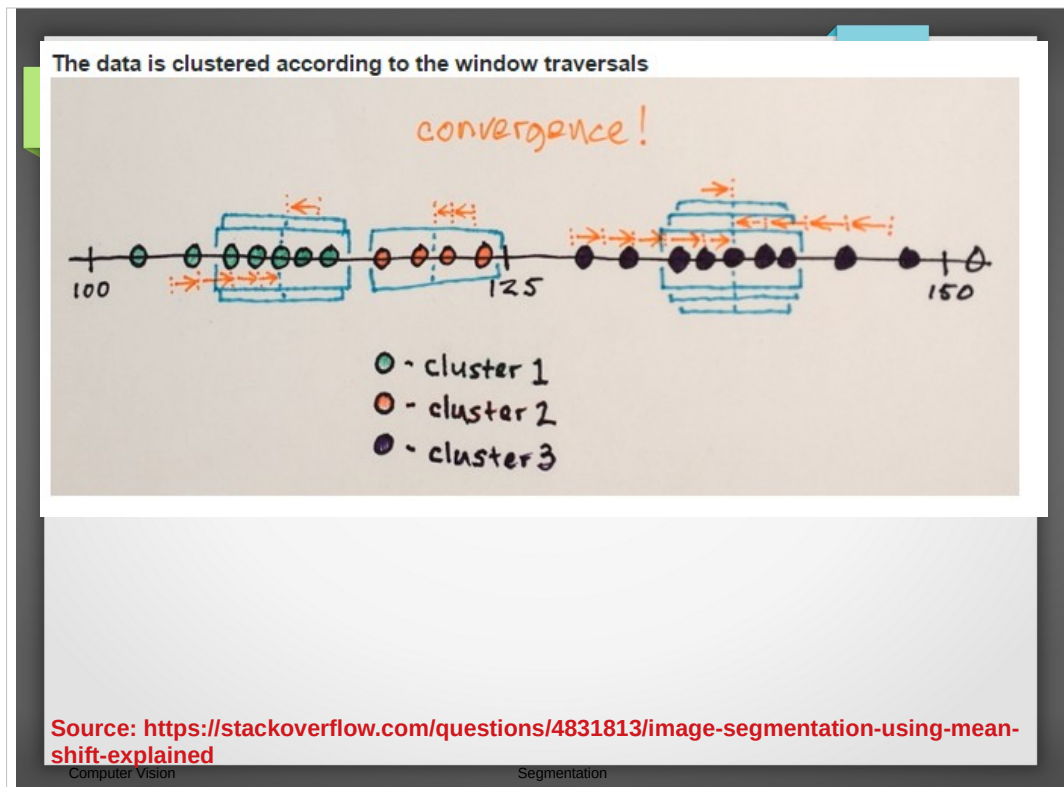 The data is clustered according to the window traversals
convergence!
100
125
150
- cluster 1
- cluster 2
- cluster 3
Source: https://stackoverflow.com/questions/4831813/image-segmentation-using-mean-
shift-explained
Computer Vision
Segmentation